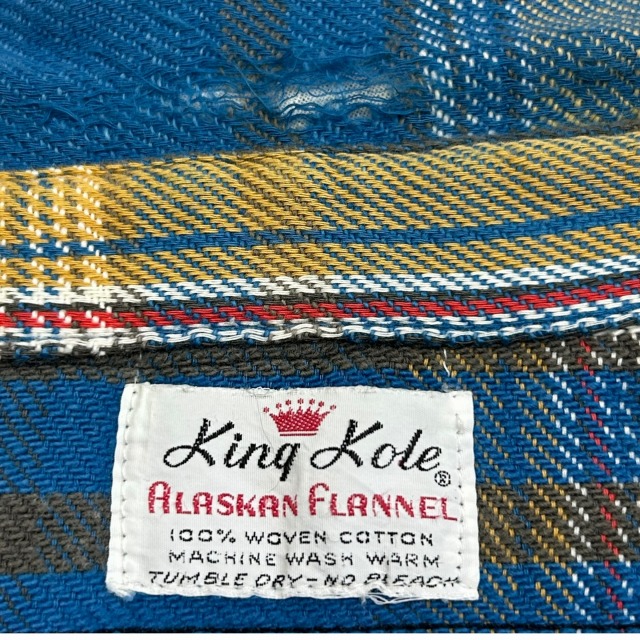 King Kole®
ALASKAN FLANNEL
100% WOVEN COTTON
MACHINE WASH WARM
TUMBLE DRY-NO BLEACH